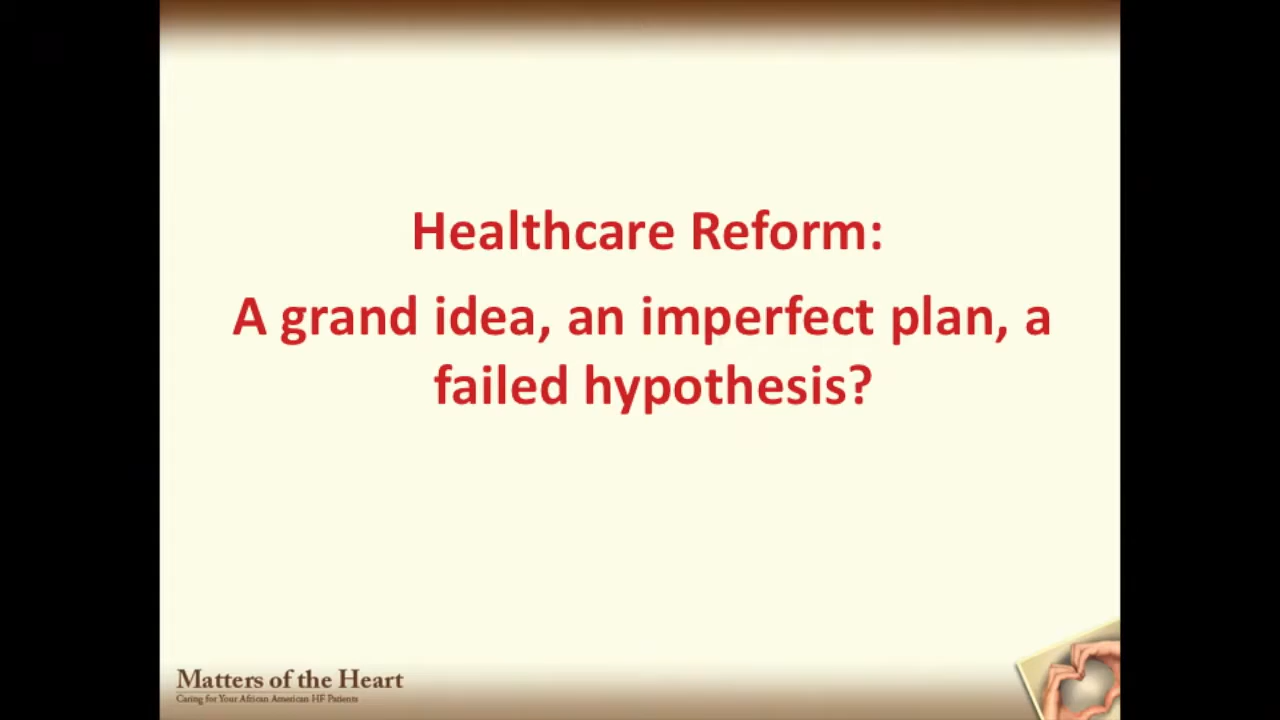 Healthcare Reform:
A grand idea, an imperfect plan, a
failed hypothesis?
Matters of the Heart
Caring for Your African American HF Patients